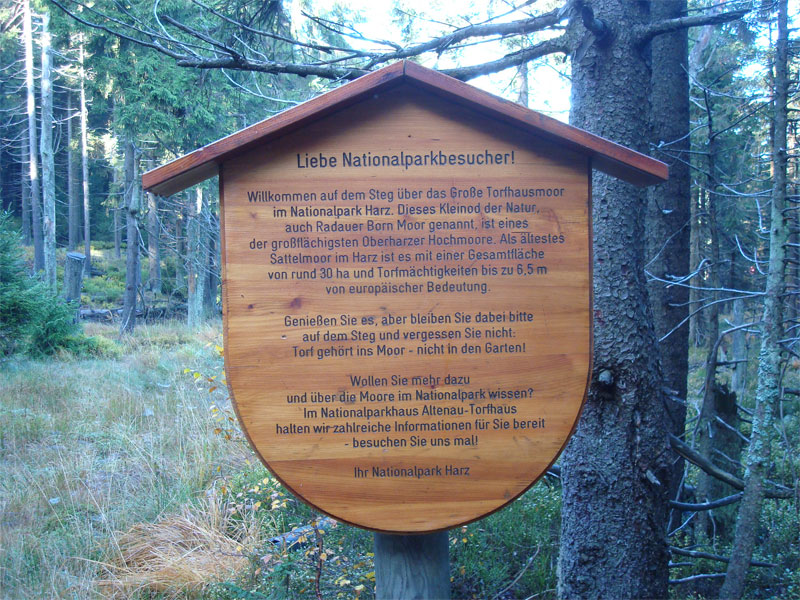 Liebe Nationalparkbesucher!
Willkommen auf dem Steg über das Große Torfhausmoor
im Nationalpark Harz. Dieses Kleinod der Natur,
auch Radauer Born Moor genannt, ist eines
der großflächigsten Oberharzer Hochmoore. Als ältestes
Sattelmoor im Harz ist es mit einer Gesamtfläche
von rund 30 ha und Torfmächtigkeiten bis zu 6,5 m
von europäischer Bedeutung.
Genießen Sie es, aber bleiben Sie dabei bitte
auf dem Steg und vergessen Sie nicht:
Torf gehört ins Moor - nicht in den Garten!
Wollen Sie mehr dazu
und über die Moore im Nationalpark wissen?
Im Nationalparkhaus Altenau-Torfhaus
halten wir zahlreiche Informationen für Sie bereit
- besuchen Sie uns mal!
Ihr Nationalpark Harz